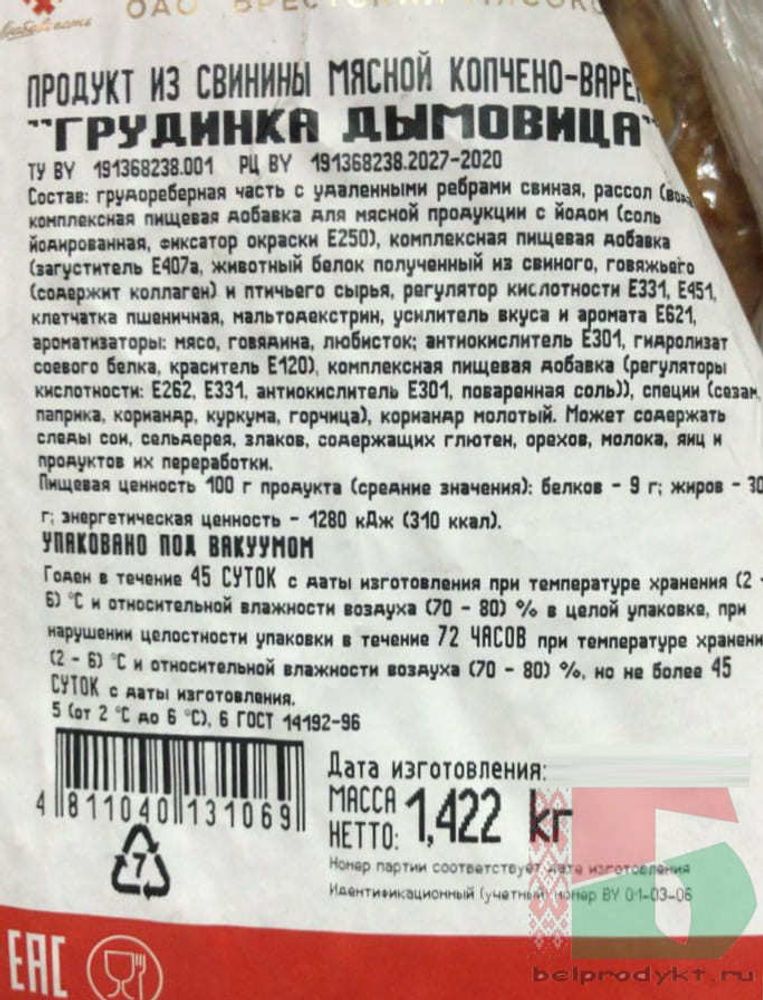 ОАО
ПРОДУКТ ИЗ СВИНИНЫ МЯСНОЙ КОПЧЕНО-ВАРЕ
"ГРУДИНКА ДЫМОВИЦА"
ТУ BY 191368238.001 РЦ BY 191368238.2027-2020
Состав: грудореберная часть с удаленными ребрами свиная, рассол (вода
комплексная пищевая добавка для мясной продукции с йодом (соль
йодированная, фиксатор окраски Е250), комплексная пищевая добавка
(загуститель Е407а, животный белок полученный из свиного, говяжьего
(содержит коллаген) и птичьего сырья, регулятор кислотности Е331, Е451,
клетчатка пшеничная, мальтодекстрин, усилитель вкуса и аромата Е621,
ароматизаторы: мясо, говядина, любисток; антиокислитель Е301, гидролизат
соевого белка, краситель Е120), комплексная пищевая добавка (регуляторы
кислотности: Е262, Е331, антиокислитель Е301, поваренная соль)), специи (сезам,
паприка, кориандр, куркума, горчица), кориандр молотый. Может содержать
следы сои, сельдерея, злаков, содержащих глютен, орехов, молока, яиц и
продуктов их переработки.
Пищевая ценность 100 г продукта (средние значения): белков - 9 г; жиров - 30
г; энергетическая ценность - 1280 кДж (310 ккал).
УПАКОВАНО ПОД ВАКУУМОМ
Годен в течение 45 СУТОК с даты изготовления при температуре хранения (2 -
6) °С и относительной влажности воздуха (70 - 80) % в целой упаковке, при
нарушении целостности упаковки в течение 72 ЧАСОВ при температуре хранени
(2 - 6) °С и относительной влажности воздуха (70 - 80) %, но не более 45
СУТОК с даты изготовления.
5 (от 2 °С до 6 °С), 6 ГОСТ 14192-96
Дата изготовления:
МАССА
НЕТТО: 1,422 кг
4 811040 131069
7
Номер партии соответствует дате изготовления
Идентификационный (учетный) номер BY 01-03-06
EAC
Б
belprodykt.ru